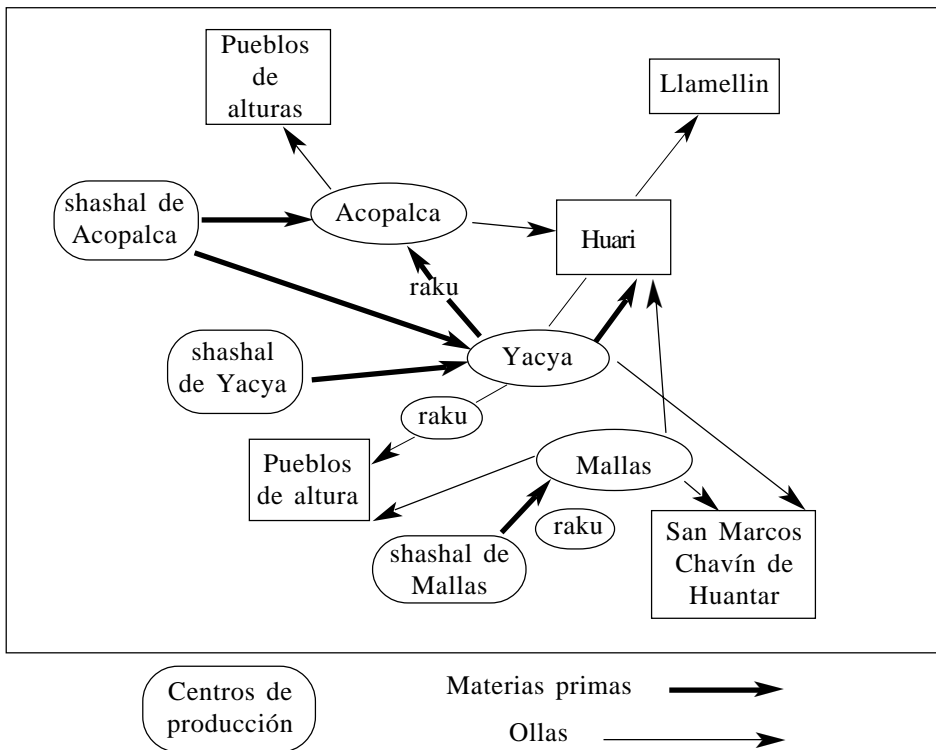 Pueblos
de
alturas
Llamellin
shashal de
Acopalca
Acopalca
Huari
raku
shashal
de Yacya
Yacya
raku
Pueblos
de altura
Mallas
raku
shashal de
Mallas
San Marcos
Chavín de
Huantar
Centros de
producción
Materias primas
Ollas